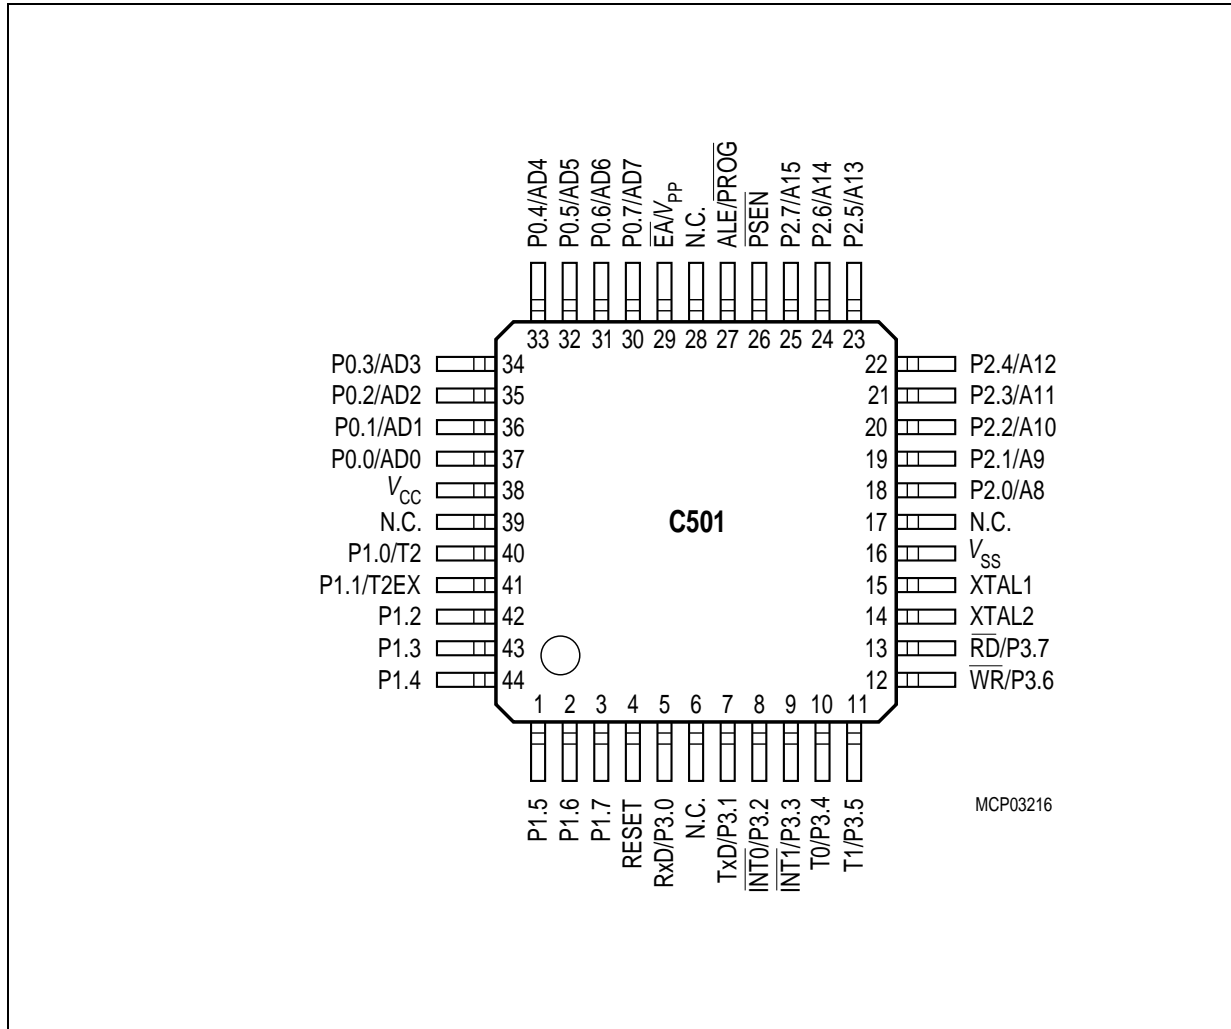 P0.4/AD4
P0.5/AD5
P0.6/AD6
P0.7/AD7
E̅A̅/VPP
N.C.
ALE/P̅R̅O̅G̅
P̅S̅E̅N̅
P2.7/A15
P2.6/A14
P2.5/A13
33 32 31 30 29 28 27 26 25 24 23
P0.3/AD3 34
P0.2/AD2 35
P0.1/AD1 36
P0.0/AD0 37
VCC 38
N.C. 39
P1.0/T2 40
P1.1/T2EX 41
P1.2 42
P1.3 43
P1.4 44
C501
22 P2.4/A12
21 P2.3/A11
20 P2.2/A10
19 P2.1/A9
18 P2.0/A8
17 N.C.
16 VSS
15 XTAL1
14 XTAL2
13 R̅D̅/P3.7
12 W̅R̅/P3.6
1 2 3 4 5 6 7 8 9 10 11
P1.5
P1.6
P1.7
RESET
RxD/P3.0
N.C.
TxD/P3.1
I̅N̅T̅0̅/P3.2
I̅N̅T̅1̅/P3.3
T0/P3.4
T1/P3.5
MCP03216